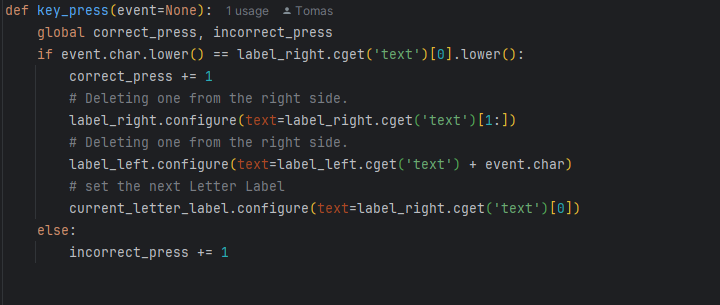 def key_press(event=None):  1 usage  Tomas
    global correct_press, incorrect_press
    if event.char.lower() == label_right.cget('text')[0].lower():
        correct_press += 1
        # Deleting one from the right side.
        label_right.configure(text=label_right.cget('text')[1:])
        # Deleting one from the right side.
        label_left.configure(text=label_left.cget('text') + event.char)
        # set the next Letter Label
        current_letter_label.configure(text=label_right.cget('text')[0])
    else:
        incorrect_press += 1